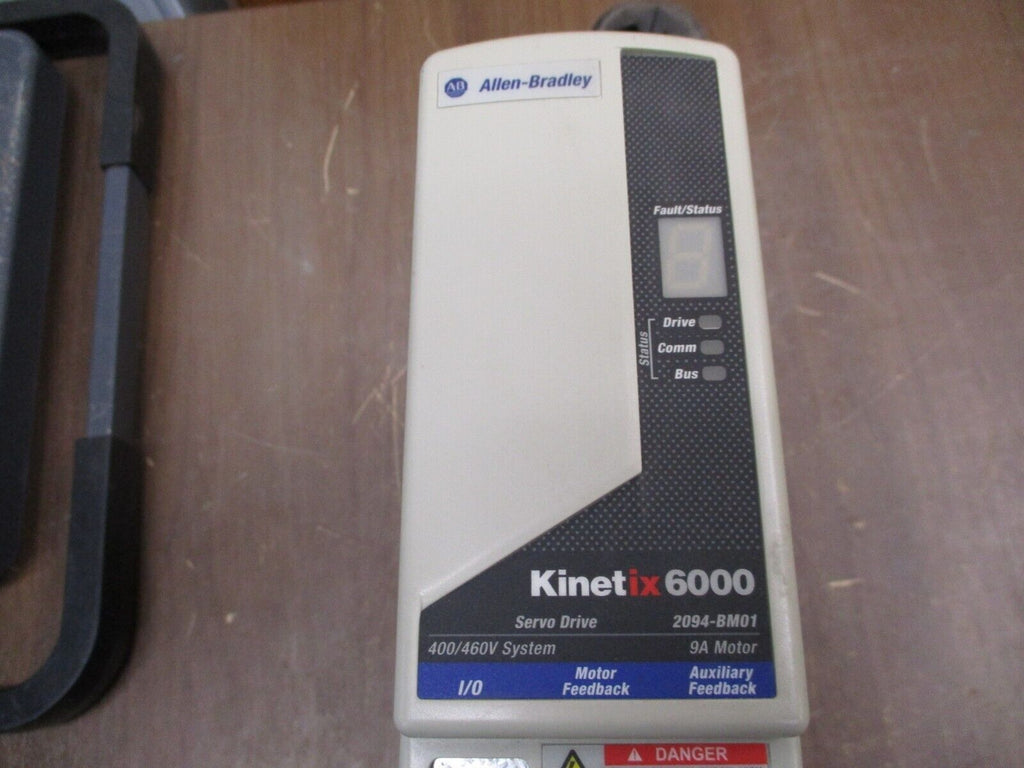 AB Allen-Bradley
Fault/Status
8
Status
Drive
Comm
Bus
Kinetix 6000
Servo Drive 2094-BM01
400/460V System 9A Motor
I/O Motor Feedback Auxiliary Feedback
DANGER